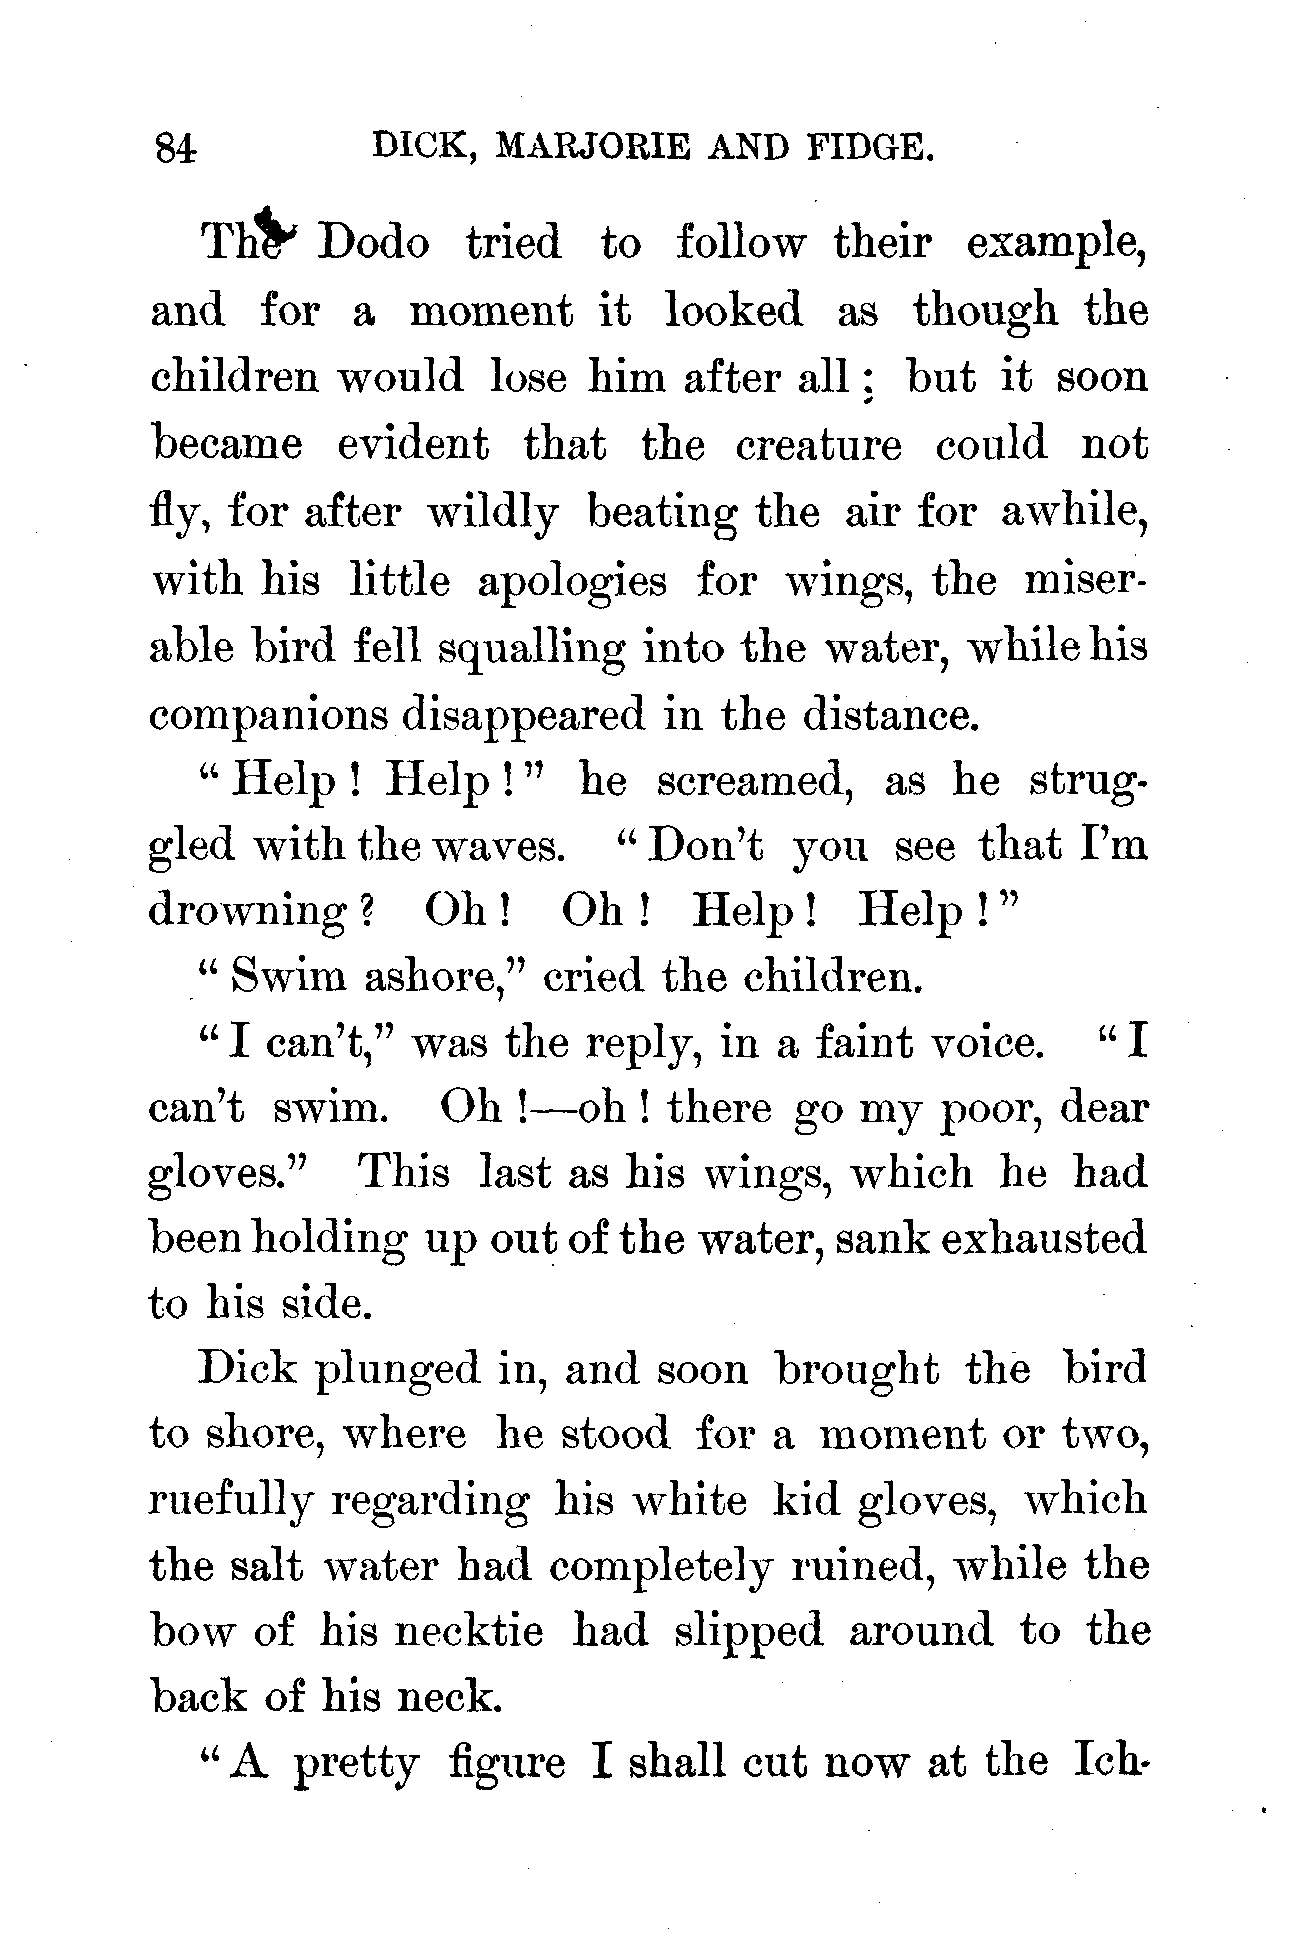 84 DICK, MARJORIE AND FIDGE.
The Dodo tried to follow their example,
and for a moment it looked as though the
children would lose him after all; but it soon
became evident that the creature could not
fly, for after wildly beating the air for awhile,
with his little apologies for wings, the miser-
able bird fell squalling into the water, while his
companions disappeared in the distance.
“Help! Help!” he screamed, as he strug-
gled with the waves. “Don’t you see that I’m
drowning? Oh! Oh! Help! Help!”
“Swim ashore,” cried the children.
“I can’t,” was the reply, in a faint voice. “I
can’t swim. Oh!—oh! there go my poor, dear
gloves.” This last as his wings, which he had
been holding up out of the water, sank exhausted
to his side.
Dick plunged in, and soon brought the bird
to shore, where he stood for a moment or two,
ruefully regarding his white kid gloves, which
the salt water had completely ruined, while the
bow of his necktie had slipped around to the
back of his neck.
“A pretty figure I shall cut now at the Ich-